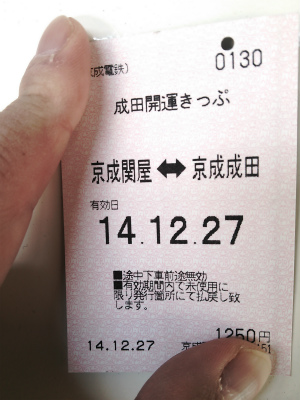 成電鉄）
0130
成田開運きっぷ
京成関屋⬌京成成田
有効日
14.12.27
■途中下車前途無効
■有効期間内で未使用に
限り発行箇所にて払戻し致
します。
1250円
14.12.27 京成
51